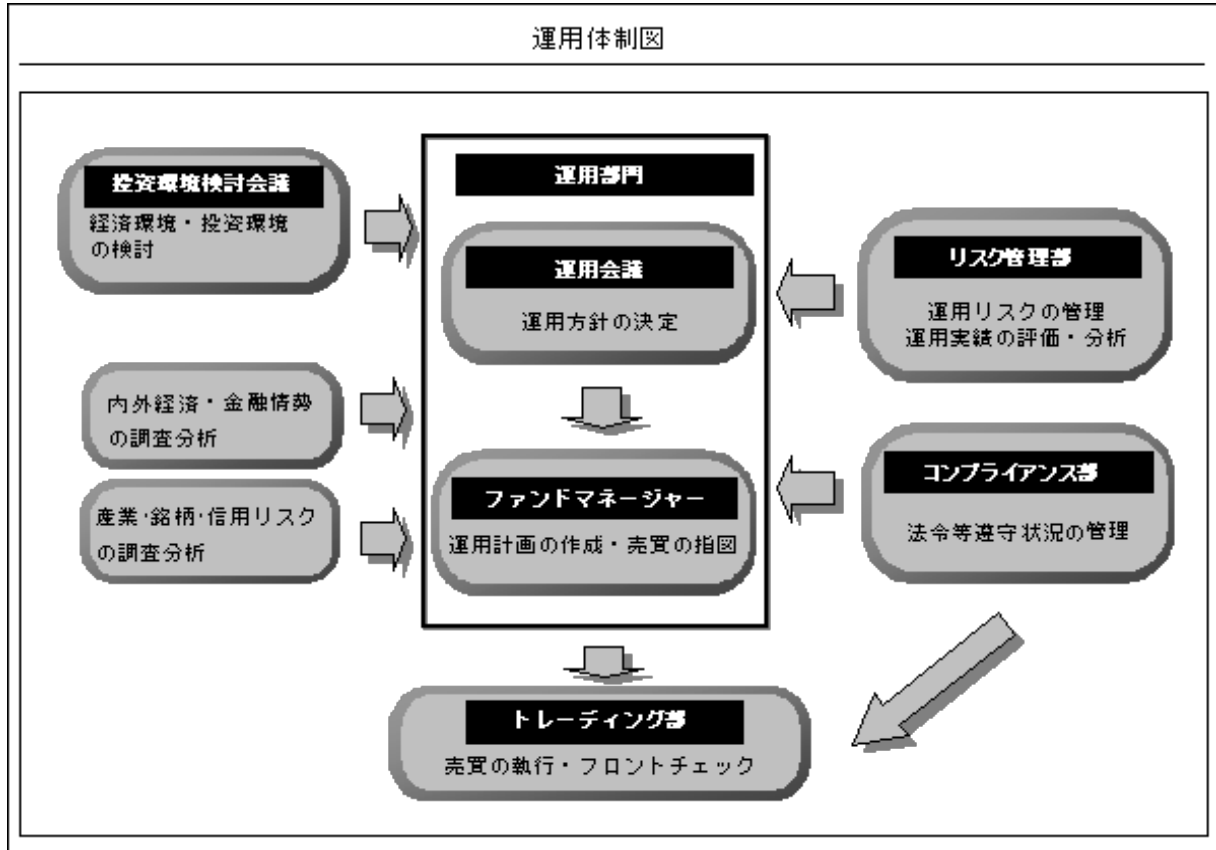 運用体制図
投資環境検討会議
経済環境・投資環境
の検討
内外経済・金融情勢
の調査分析
産業・銘柄・信用リスク
の調査分析
運用部門
運用会議
運用方針の決定
ファンドマネージャー
運用計画の作成・売買の指図
リスク管理部
運用リスクの管理
運用実績の評価・分析
コンプライアンス部
法令等遵守状況の管理
トレーディング部
売買の執行・フロントチェック